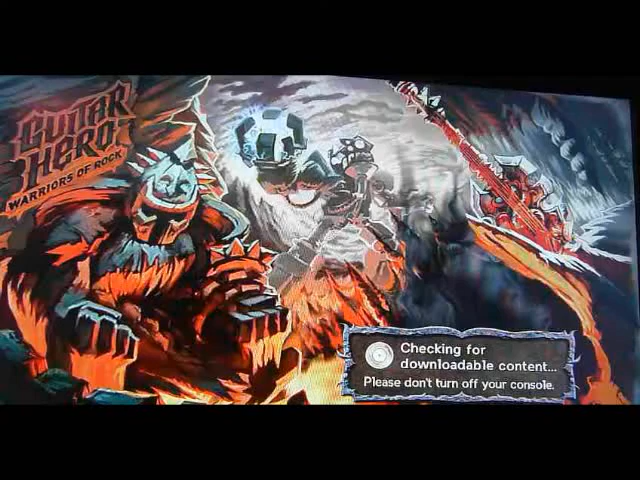 GUITAR
HERO
WARRIORS OF ROCK
Checking for
downloadable content...
Please don't turn off your console.